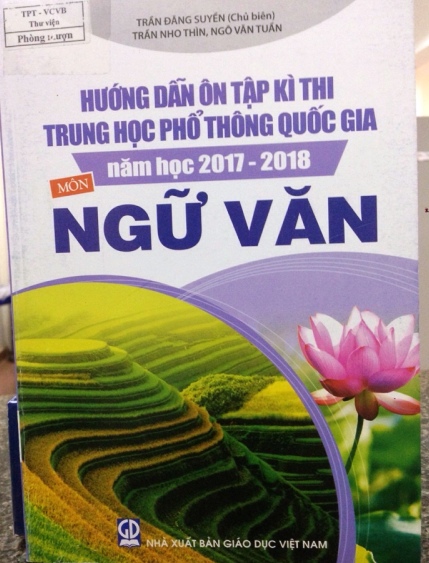 TPT - VCVB
Thư viện
Phòng Mượn
TRẦN ĐĂNG SUYỀN (Chủ biên)
TRẦN NHO THÌN, NGÔ VĂN TUẦN
HƯỚNG DẪN ÔN TẬP KÌ THI
TRUNG HỌC PHỔ THÔNG QUỐC GIA
năm học 2017 - 2018
MÔN
NGỮ VĂN
GD
NHÀ XUẤT BẢN GIÁO DỤC VIỆT NAM